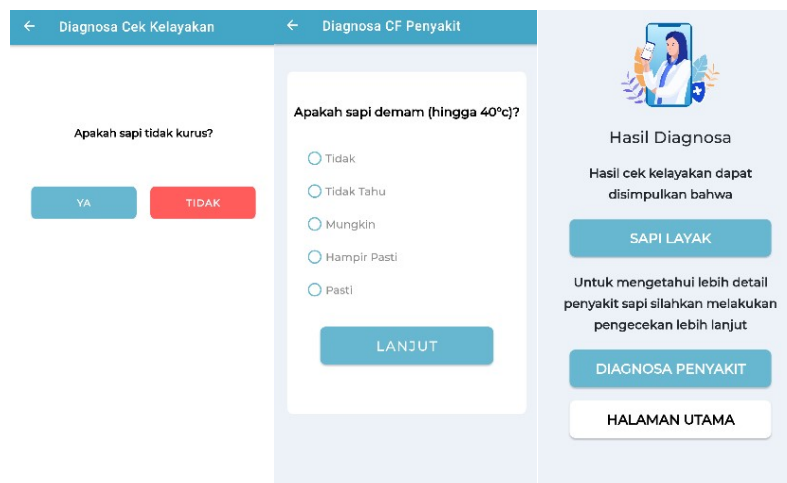 Diagnosa Cek Kelayakan
Apakah sapi tidak kurus?
YA
TIDAK
Diagnosa CF Penyakit
Apakah sapi demam (hingga 40°c)?
Tidak
Tidak Tahu
Mungkin
Hampir Pasti
Pasti
LANJUT
Hasil Diagnosa
Hasil cek kelayakan dapat
disimpulkan bahwa
SAPI LAYAK
Untuk mengetahui lebih detail
penyakit sapi silahkan melakukan
pengecekan lebih lanjut
DIAGNOSA PENYAKIT
HALAMAN UTAMA